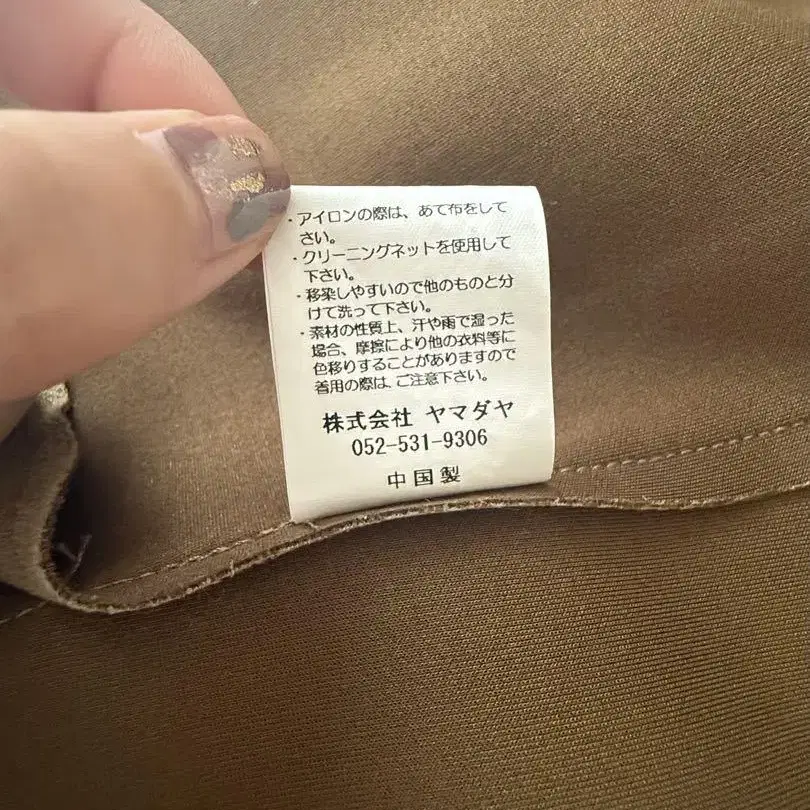 ・アイロンの際は、あて布をして
さい。
・クリーニングネットを使用して
下さい。
・移染しやすいので他のものと分
けて洗って下さい。
・素材の性質上、汗や雨で湿った
場合、摩擦により他の衣料等に
色移りすることがありますので
着用の際は、ご注意下さい。
株式会社 ヤマダヤ
052-531-9306
中国製